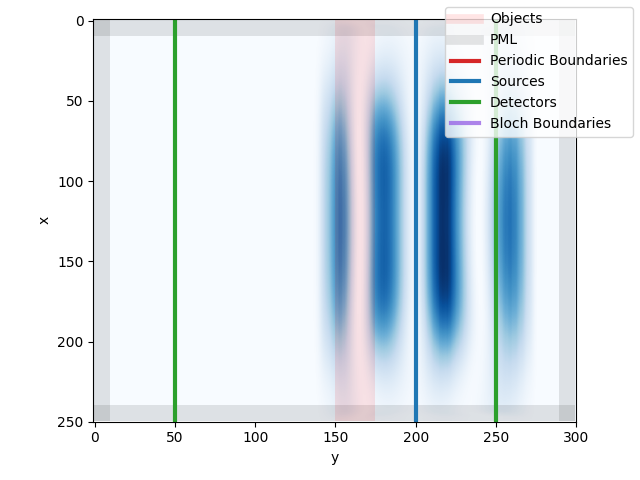 Objects
PML
Periodic Boundaries
Sources
Detectors
Bloch Boundaries
0
50
100
150
200
250
x
0
50
100
150
200
250
300
y